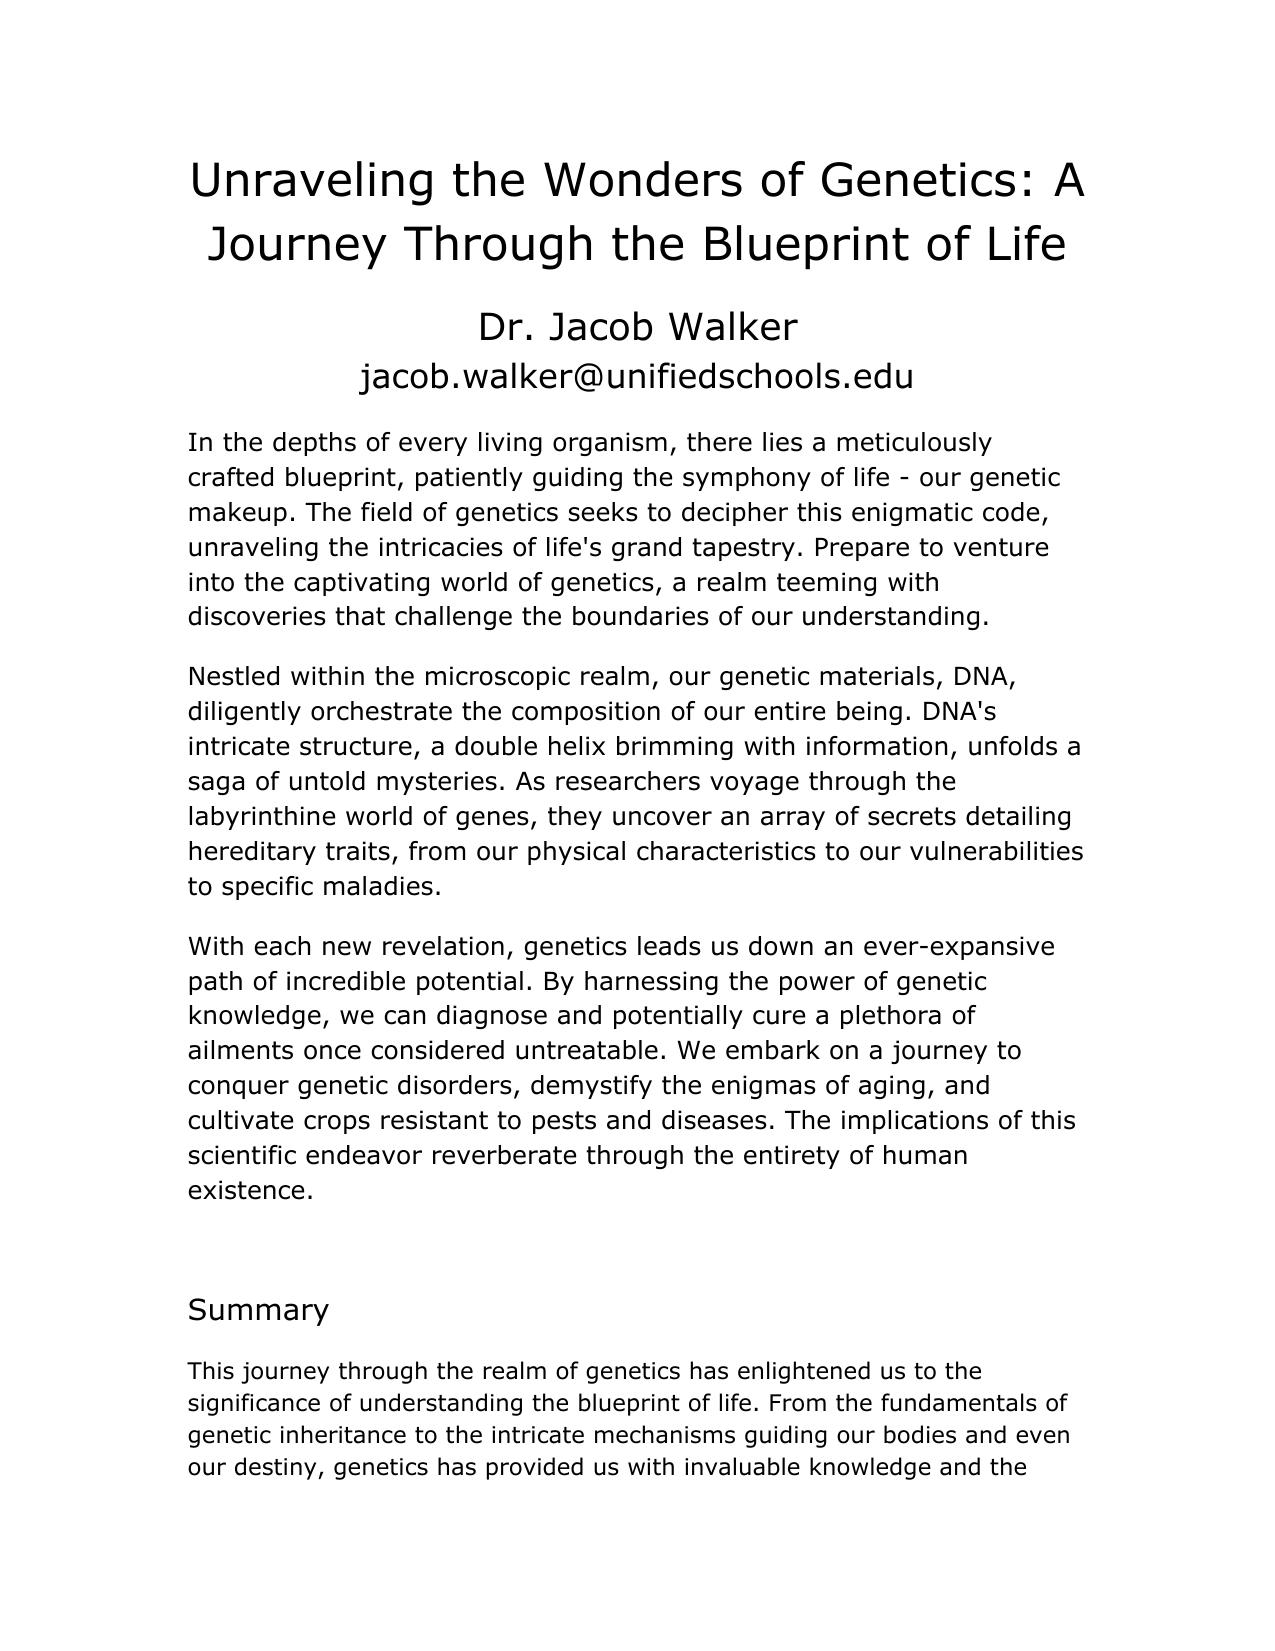 Unraveling the Wonders of Genetics: A
Journey Through the Blueprint of Life
Dr. Jacob Walker
jacob.walker@unifiedschools.edu
In the depths of every living organism, there lies a meticulously
crafted blueprint, patiently guiding the symphony of life - our genetic
makeup. The field of genetics seeks to decipher this enigmatic code,
unraveling the intricacies of life's grand tapestry. Prepare to venture
into the captivating world of genetics, a realm teeming with
discoveries that challenge the boundaries of our understanding.
Nestled within the microscopic realm, our genetic materials, DNA,
diligently orchestrate the composition of our entire being. DNA's
intricate structure, a double helix brimming with information, unfolds a
saga of untold mysteries. As researchers voyage through the
labyrinthine world of genes, they uncover an array of secrets detailing
hereditary traits, from our physical characteristics to our vulnerabilities
to specific maladies.
With each new revelation, genetics leads us down an ever-expansive
path of incredible potential. By harnessing the power of genetic
knowledge, we can diagnose and potentially cure a plethora of
ailments once considered untreatable. We embark on a journey to
conquer genetic disorders, demystify the enigmas of aging, and
cultivate crops resistant to pests and diseases. The implications of this
scientific endeavor reverberate through the entirety of human
existence.
Summary
This journey through the realm of genetics has enlightened us to the
significance of understanding the blueprint of life. From the fundamentals of
genetic inheritance to the intricate mechanisms guiding our bodies and even
our destiny, genetics has provided us with invaluable knowledge and the